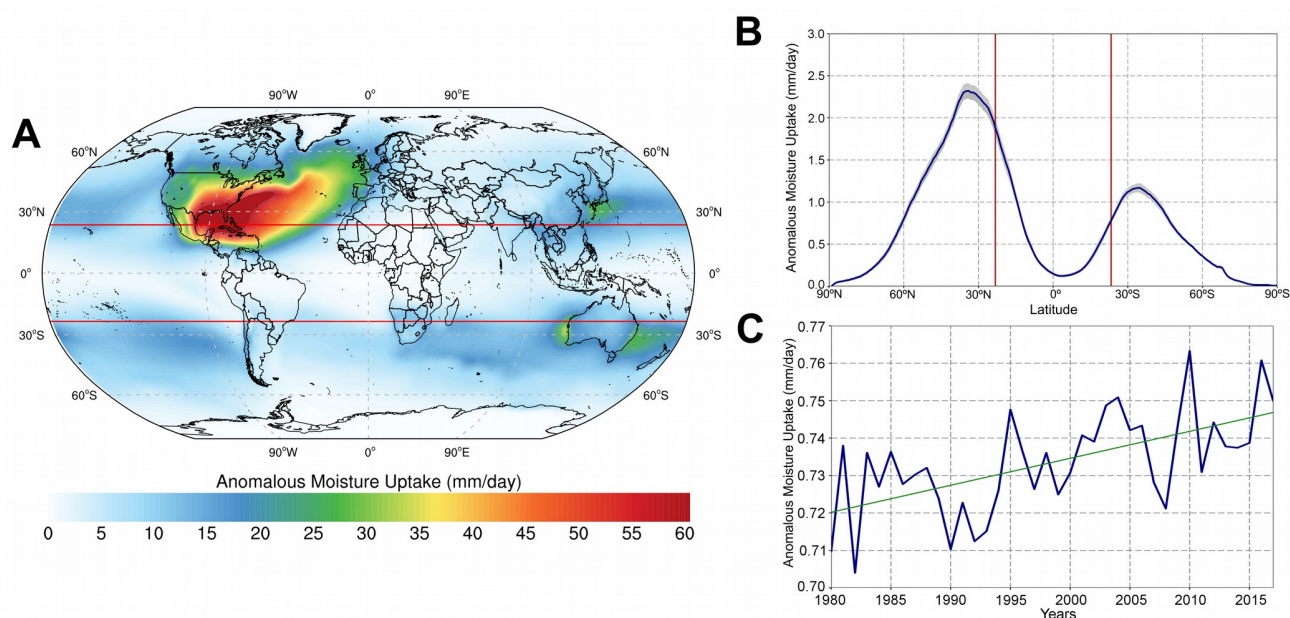 A
90°W 0° 90°E
60°N 60°N
30°N 30°N
0° 0°
30°S 30°S
60°S 60°S
90°W 0° 90°E
Anomalous Moisture Uptake (mm/day)
0 5 10 15 20 25 30 35 40 45 50 55 60
B
Anomalous Moisture Uptake (mm/day)
3.0
2.5
2.0
1.5
1.0
0.5
0.0
90°N 60°N 30°N 0° 30°S 60°S 90°S
Latitude
C
Anomalous Moisture Uptake (mm/day)
0.77
0.76
0.75
0.74
0.73
0.72
0.71
0.70
1980 1985 1990 1995 2000 2005 2010 2015
Years